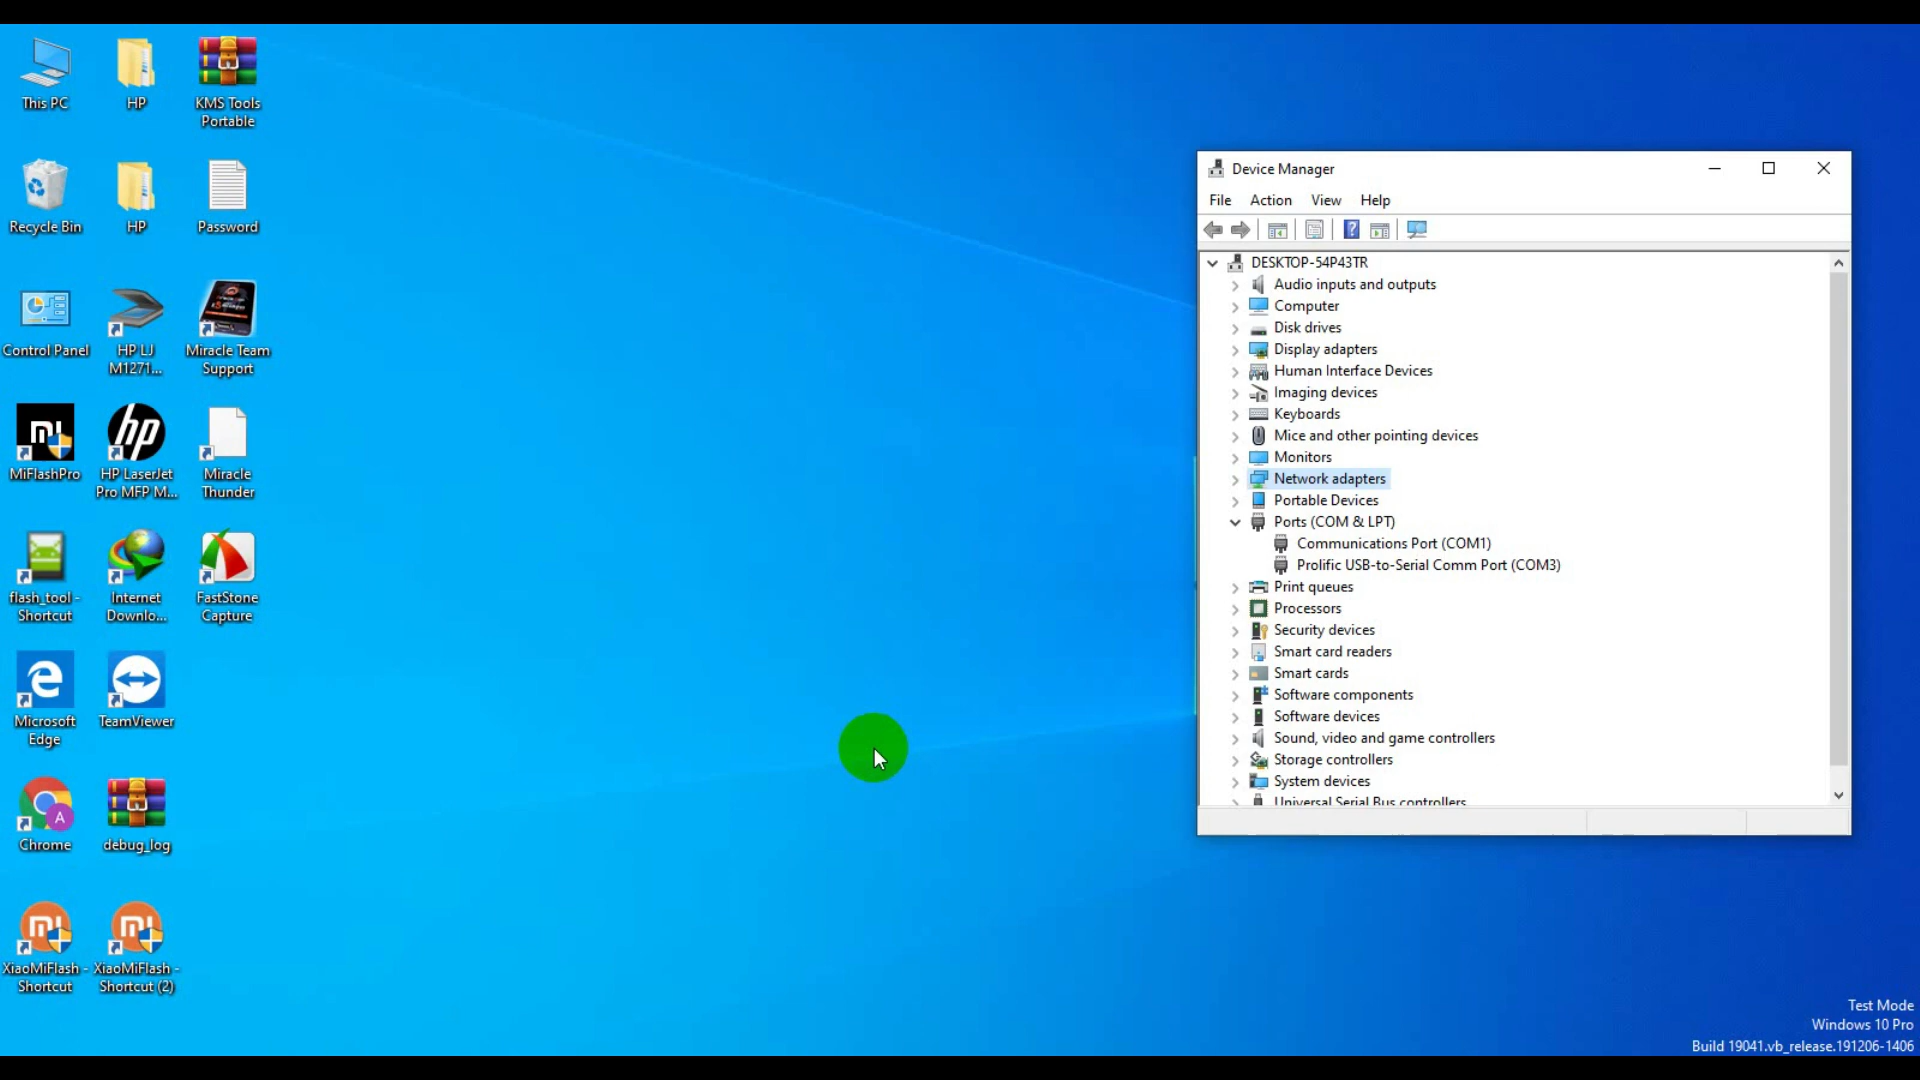 This PC
HP
KMS Tools
Portable
Recycle Bin
HP
Password
Control Panel
HP LJ
M1271...
Miracle Team
Support
MiFlashPro
HP LaserJet
Pro MFP M...
Miracle
Thunder
flash_tool -
Shortcut
Internet
Downlo...
FastStone
Capture
Microsoft
Edge
TeamViewer
Chrome
debug_log
XiaoMiFlash -
Shortcut
XiaoMiFlash -
Shortcut (2)
Device Manager
File Action View Help
DESKTOP-54P43TR
Audio inputs and outputs
Computer
Disk drives
Display adapters
Human Interface Devices
Imaging devices
Keyboards
Mice and other pointing devices
Monitors
Network adapters
Portable Devices
Ports (COM & LPT)
Communications Port (COM1)
Prolific USB-to-Serial Comm Port (COM3)
Print queues
Processors
Security devices
Smart card readers
Smart cards
Software components
Software devices
Sound, video and game controllers
Storage controllers
System devices
Universal Serial Bus controllers
Test Mode
Windows 10 Pro
Build 19041.vb_release.191206-1406